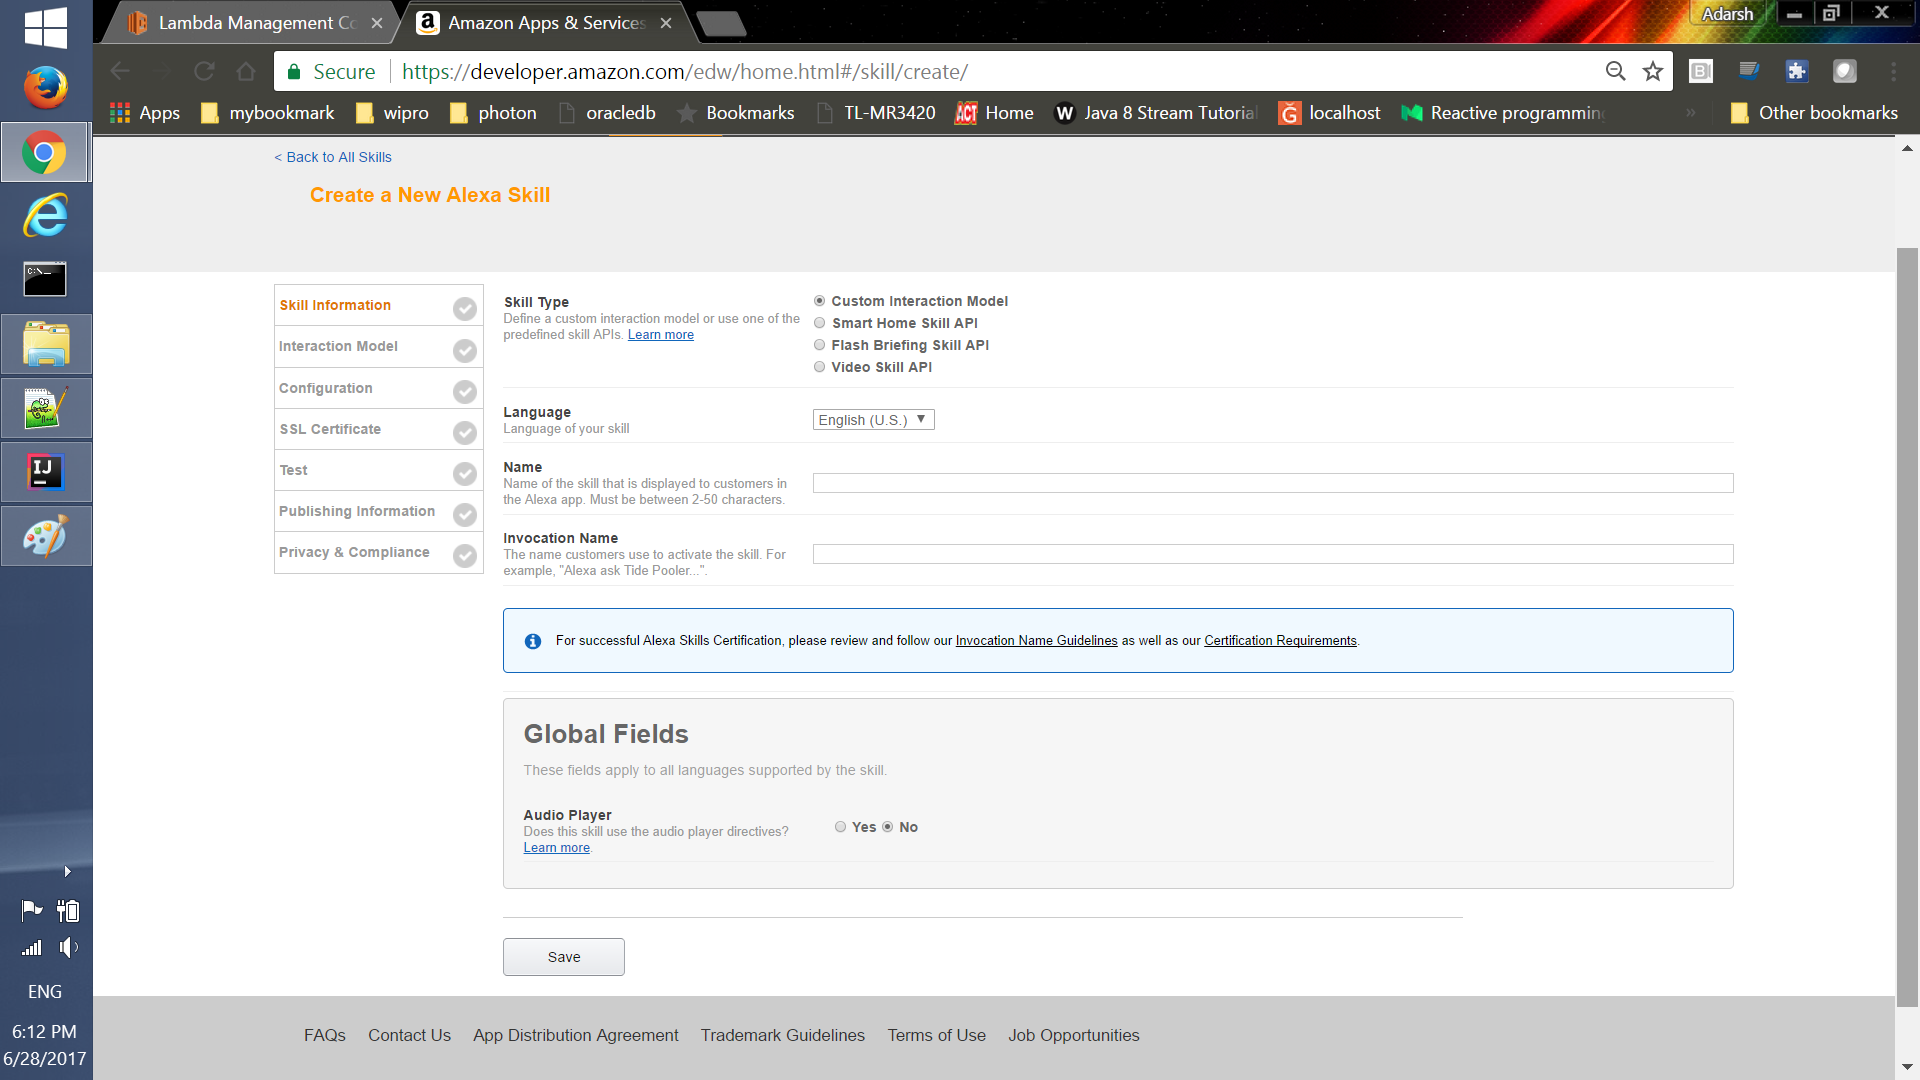 Lambda Management Co
Amazon Apps & Services
Adarsh
Secure
https://developer.amazon.com/edw/home.html#/skill/create/
Apps
mybookmark
wipro
photon
oracledb
Bookmarks
TL-MR3420
ACT
Home
W
Java 8 Stream Tutorial
localhost
Reactive programming
»
Other bookmarks
< Back to All Skills
Create a New Alexa Skill
Skill Information
Interaction Model
Configuration
SSL Certificate
Test
Publishing Information
Privacy & Compliance
Skill Type
Define a custom interaction model or use one of the
predefined skill APIs. Learn more
Custom Interaction Model
Smart Home Skill API
Flash Briefing Skill API
Video Skill API
Language
Language of your skill
English (U.S.)
Name
Name of the skill that is displayed to customers in
the Alexa app. Must be between 2-50 characters.
Invocation Name
The name customers use to activate the skill. For
example, "Alexa ask Tide Pooler...".
For successful Alexa Skills Certification, please review and follow our Invocation Name Guidelines as well as our Certification Requirements.
Global Fields
These fields apply to all languages supported by the skill.
Audio Player
Does this skill use the audio player directives?
Learn more.
Yes No
Save
FAQs Contact Us App Distribution Agreement Trademark Guidelines Terms of Use Job Opportunities
C:\_
IJ
ENG
6:12 PM
6/28/2017